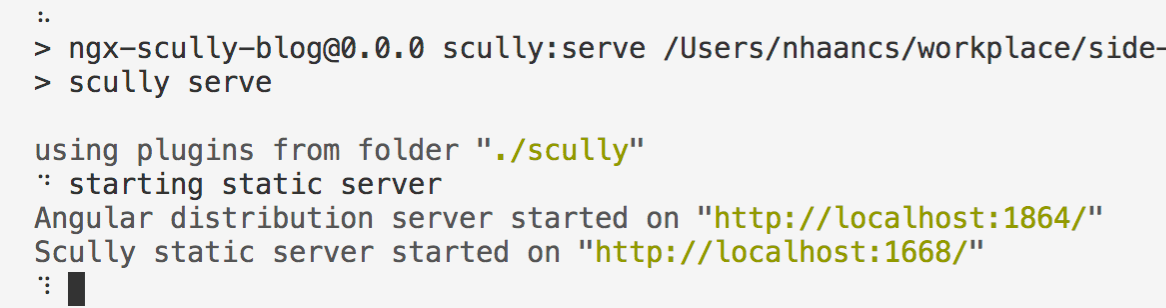 > ngx-scully-blog@0.0.0 scully:serve /Users/nhaancs/workplace/side-
> scully serve
using plugins from folder "./scully"
⠙ starting static server
Angular distribution server started on "http://localhost:1864/"
Scully static server started on "http://localhost:1668/"